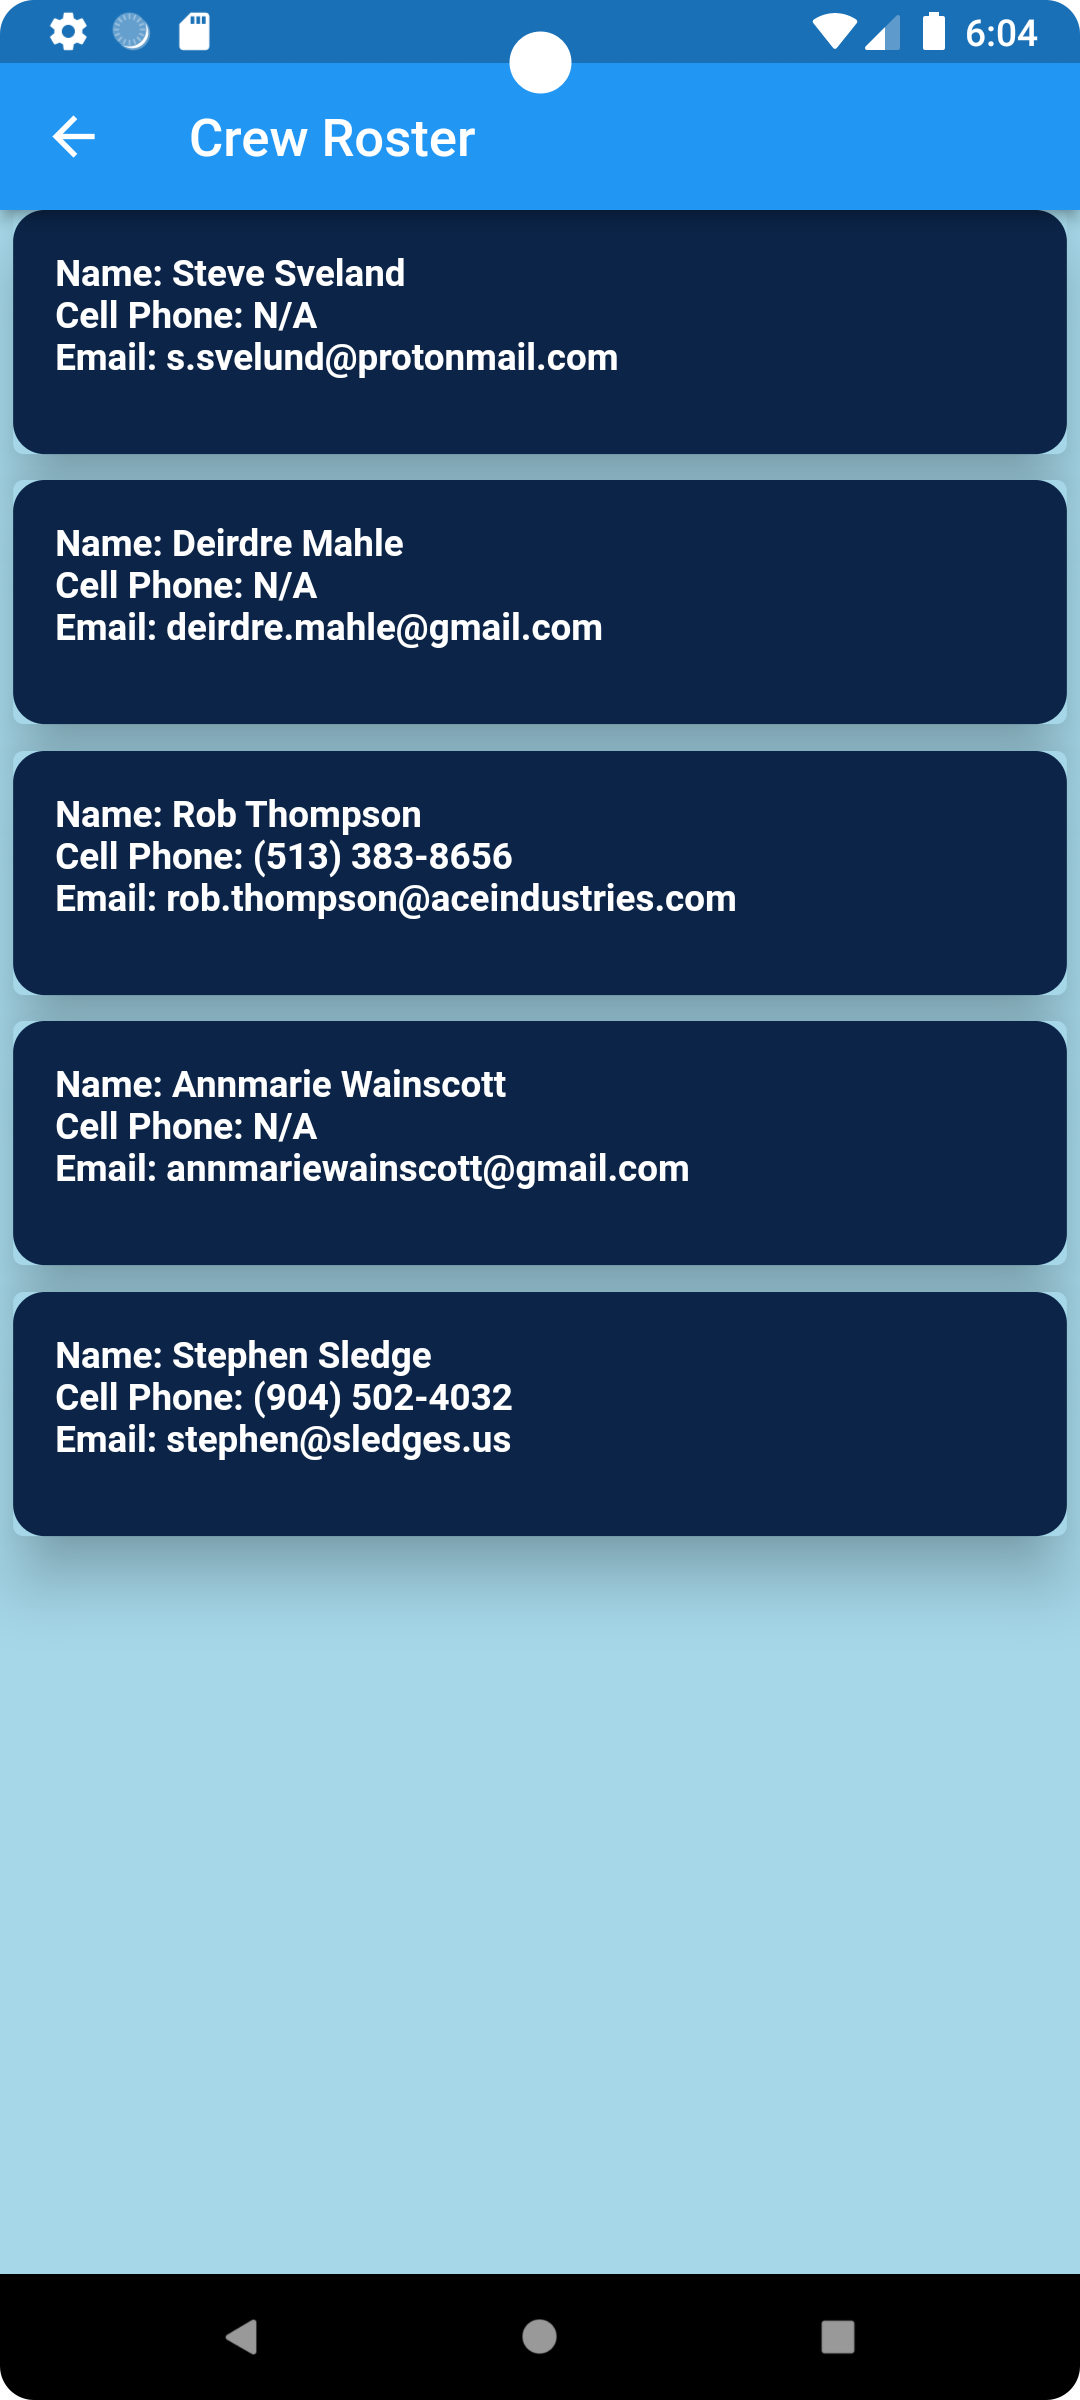 6:04
Crew Roster
Name: Steve Sveland
Cell Phone: N/A
Email: s.svelund@protonmail.com
Name: Deirdre Mahle
Cell Phone: N/A
Email: deirdre.mahle@gmail.com
Name: Rob Thompson
Cell Phone: (513) 383-8656
Email: rob.thompson@aceindustries.com
Name: Annmarie Wainscott
Cell Phone: N/A
Email: annmariewainscott@gmail.com
Name: Stephen Sledge
Cell Phone: (904) 502-4032
Email: stephen@sledges.us